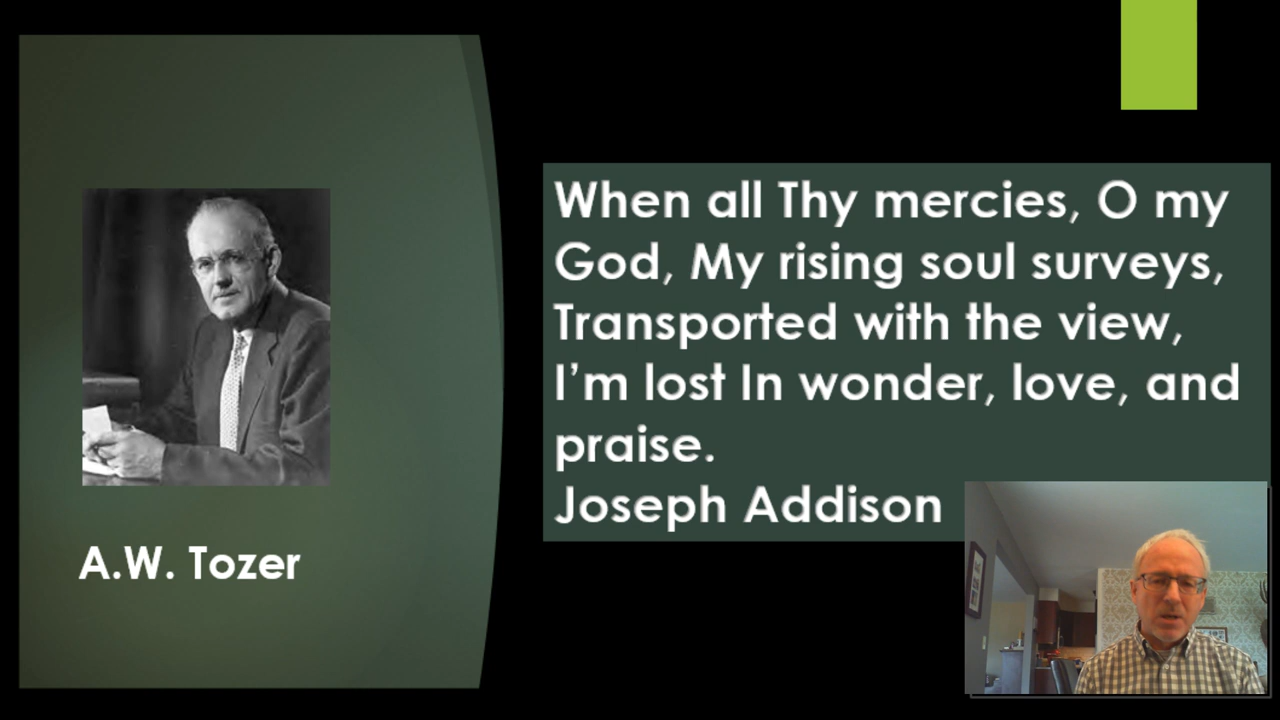 When all Thy mercies, O my
God, My rising soul surveys,
Transported with the view,
I'm lost In wonder, love, and
praise.
Joseph Addison
A.W. Tozer